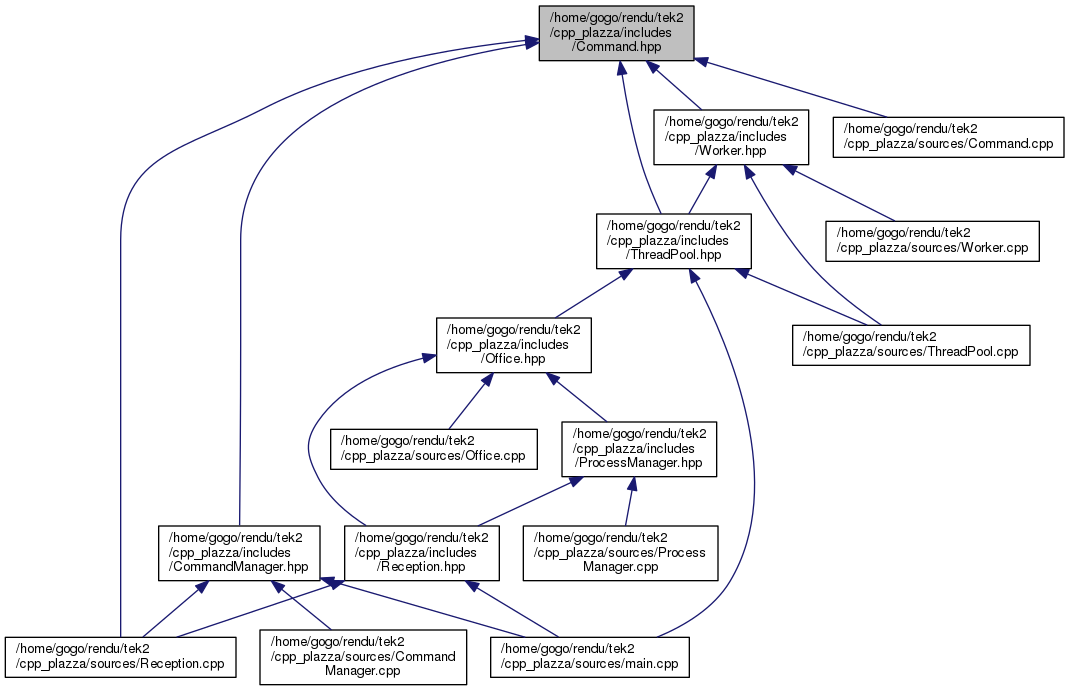 /home/gogo/rendu/tek2
/cpp_plazza/includes
/Command.hpp
/home/gogo/rendu/tek2
/cpp_plazza/includes
/Worker.hpp
/home/gogo/rendu/tek2
/cpp_plazza/sources/Command.cpp
/home/gogo/rendu/tek2
/cpp_plazza/includes
/ThreadPool.hpp
/home/gogo/rendu/tek2
/cpp_plazza/sources/Worker.cpp
/home/gogo/rendu/tek2
/cpp_plazza/includes
/Office.hpp
/home/gogo/rendu/tek2
/cpp_plazza/sources/ThreadPool.cpp
/home/gogo/rendu/tek2
/cpp_plazza/sources/Office.cpp
/home/gogo/rendu/tek2
/cpp_plazza/includes
/ProcessManager.hpp
/home/gogo/rendu/tek2
/cpp_plazza/includes
/CommandManager.hpp
/home/gogo/rendu/tek2
/cpp_plazza/includes
/Reception.hpp
/home/gogo/rendu/tek2
/cpp_plazza/sources/Process
Manager.cpp
/home/gogo/rendu/tek2
/cpp_plazza/sources/Reception.cpp
/home/gogo/rendu/tek2
/cpp_plazza/sources/Command
Manager.cpp
/home/gogo/rendu/tek2
/cpp_plazza/sources/main.cpp